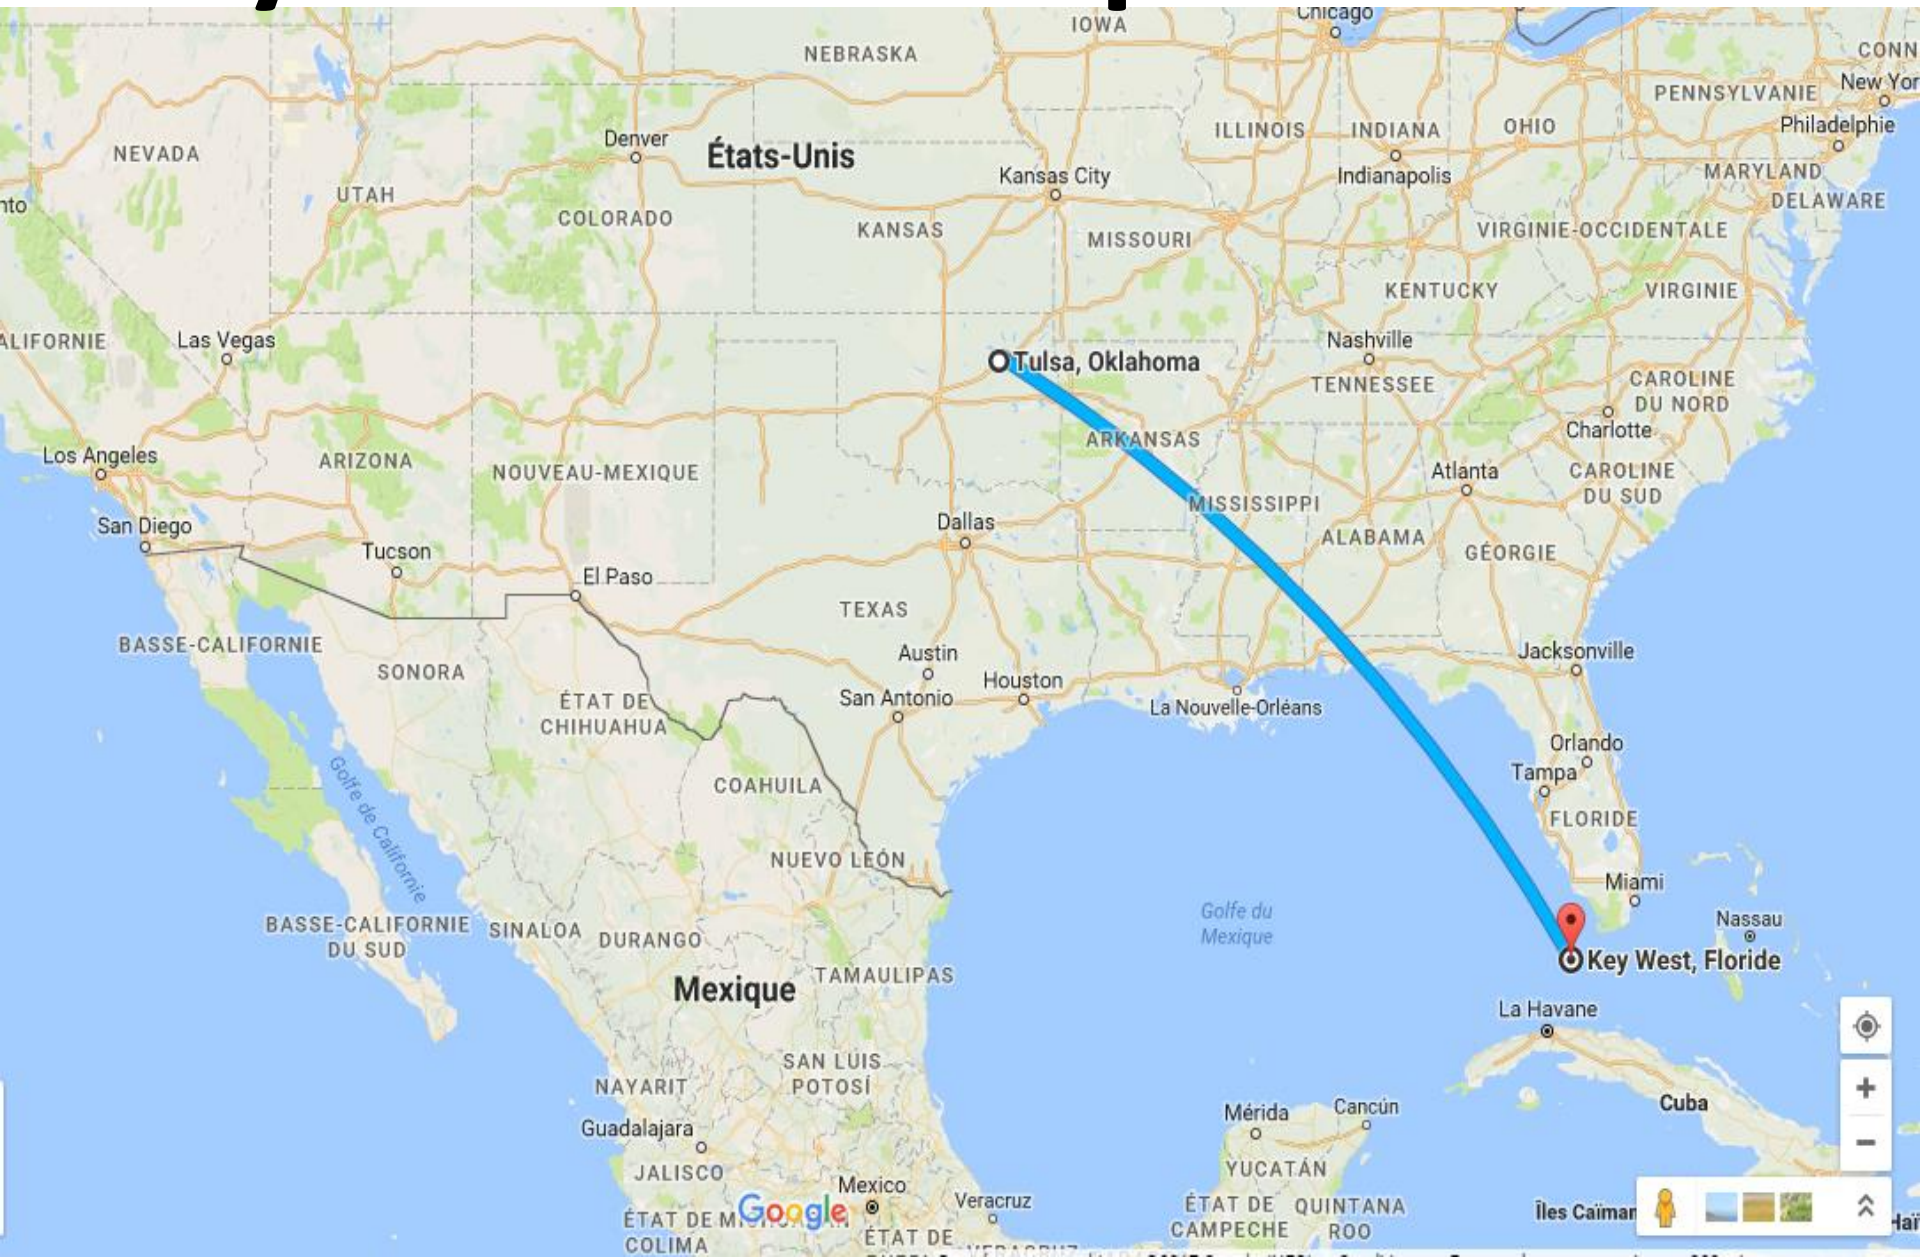 IOWA
Chicago
NEBRASKA
CONN
New Yor
PENNSYLVANIE
Philadelphie
ILLINOIS
INDIANA
OHIO
Denver
États-Unis
NEVADA
Kansas City
Indianapolis
MARYLAND
DELAWARE
UTAH
nto
COLORADO
KANSAS
MISSOURI
VIRGINIE-OCCIDENTALE
KENTUCKY
VIRGINIE
ALIFORNIE
Las Vegas
Nashville
Tulsa, Oklahoma
TENNESSEE
CAROLINE
DU NORD
Charlotte
ARKANSAS
Los Angeles
ARIZONA
NOUVEAU-MEXIQUE
Atlanta
CAROLINE
DU SUD
MISSISSIPPI
San Diego
Dallas
ALABAMA
GÉORGIE
Tucson
El Paso
TEXAS
BASSE-CALIFORNIE
SONORA
Austin
Jacksonville
Houston
San Antonio
ÉTAT DE
CHIHUAHUA
La Nouvelle-Orléans
Orlando
Tampa
COAHUILA
Golfe de Californie
FLORIDE
NUEVO LEÓN
Miami
Golfe du
Mexique
Nassau
BASSE-CALIFORNIE
DU SUD
SINALOA
DURANGO
Key West, Floride
TAMAULIPAS
Mexique
La Havane
SAN LUIS
POTOSÍ
NAYARIT
Cuba
Mérida
Cancún
Guadalajara
JALISCO
YUCATÁN
Mexico
Veracruz
Google
ÉTAT DE
COLIMA
ÉTAT DE
ÉTAT DE
CAMPECHE
QUINTANA
ROO
Îles Caïman
Haï